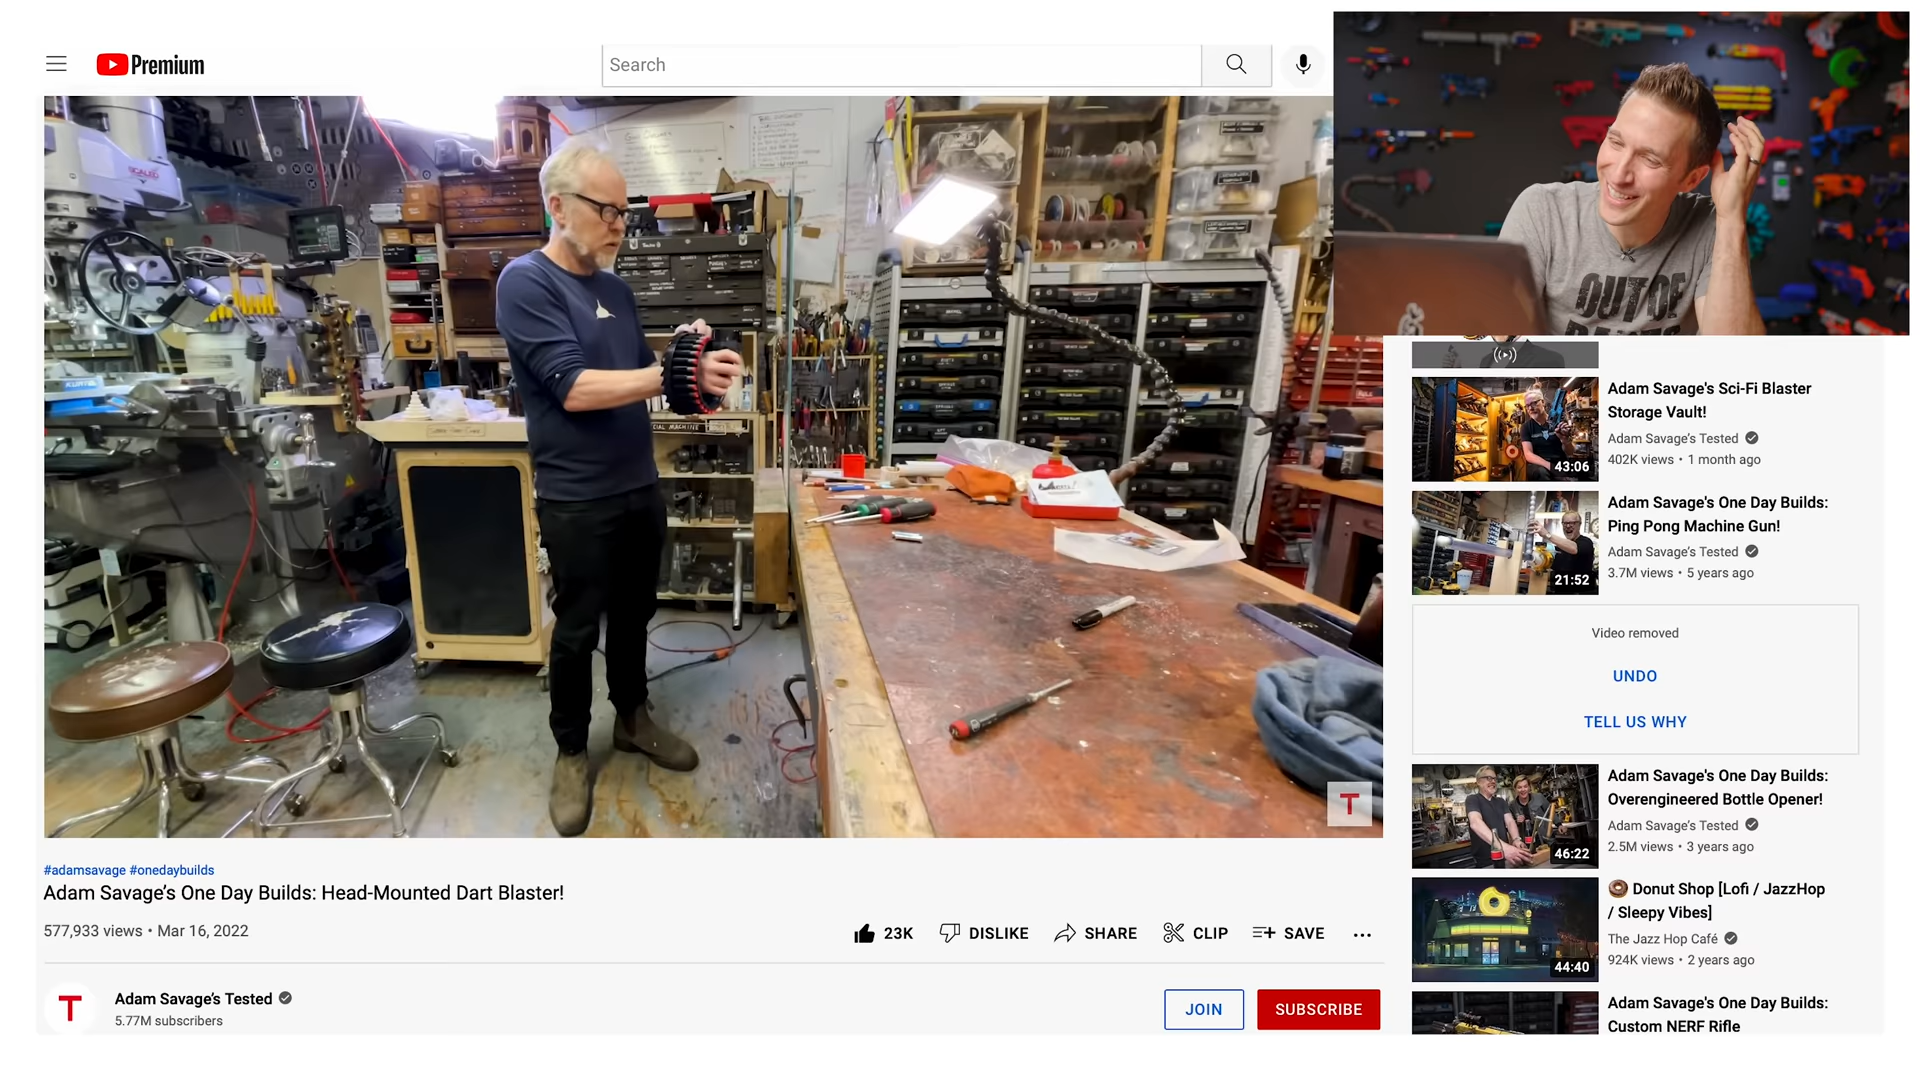 Premium
Search
SCALED
KURT
CIAL MACHINE
OUT OF
T
#adamsavage #onedaybuilds
Adam Savage’s One Day Builds: Head-Mounted Dart Blaster!
577,933 views • Mar 16, 2022
23K
DISLIKE
SHARE
CLIP
SAVE
T
Adam Savage’s Tested
5.77M subscribers
JOIN
SUBSCRIBE
Adam Savage's Sci-Fi Blaster
Storage Vault!
Adam Savage’s Tested
402K views • 1 month ago
43:06
Adam Savage's One Day Builds:
Ping Pong Machine Gun!
Adam Savage’s Tested
3.7M views • 5 years ago
21:52
Video removed
UNDO
TELL US WHY
Adam Savage's One Day Builds:
Overengineered Bottle Opener!
Adam Savage’s Tested
2.5M views • 3 years ago
46:22
🍩 Donut Shop [Lofi / JazzHop
/ Sleepy Vibes]
The Jazz Hop Café
924K views • 2 years ago
44:40
Adam Savage's One Day Builds:
Custom NERF Rifle